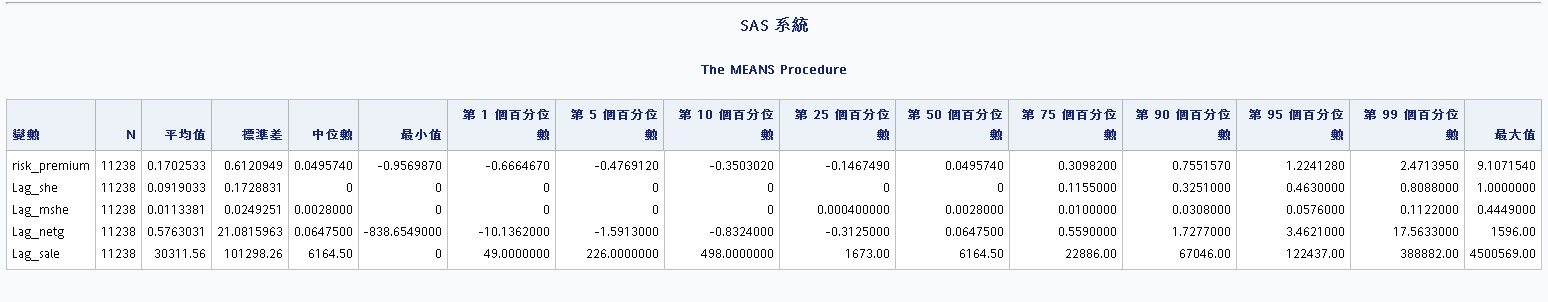 SAS 系統
The MEANS Procedure
變數 N 平均值 標準差 中位數 最小值 第 1 個百分位數 第 5 個百分位數 第 10 個百分位數 第 25 個百分位數 第 50 個百分位數 第 75 個百分位數 第 90 個百分位數 第 95 個百分位數 第 99 個百分位數 最大值
risk_premium 11238 0.1702533 0.6120949 0.0495740 -0.9569870 -0.6664670 -0.4769120 -0.3503020 -0.1467490 0.0495740 0.3098200 0.7551570 1.2241280 2.4713950 9.1071540
Lag_she 11238 0.0919033 0.1728831 0 0 0 0 0 0 0 0.1155000 0.3251000 0.4630000 0.8088000 1.0000000
Lag_mshe 11238 0.0113381 0.0249251 0.0028000 0 0 0 0 0.000400000 0.0028000 0.0100000 0.0308000 0.0576000 0.1122000 0.4449000
Lag_netg 11238 0.5763031 21.0815963 0.0647500 -838.6549000 -10.1362000 -1.5913000 -0.8324000 -0.3125000 0.0647500 0.5590000 1.7277000 3.4621000 17.5633000 1596.00
Lag_sale 11238 30311.56 101298.26 6164.50 0 49.0000000 226.0000000 498.0000000 1673.00 6164.50 22886.00 67046.00 122437.00 388882.00 4500569.00